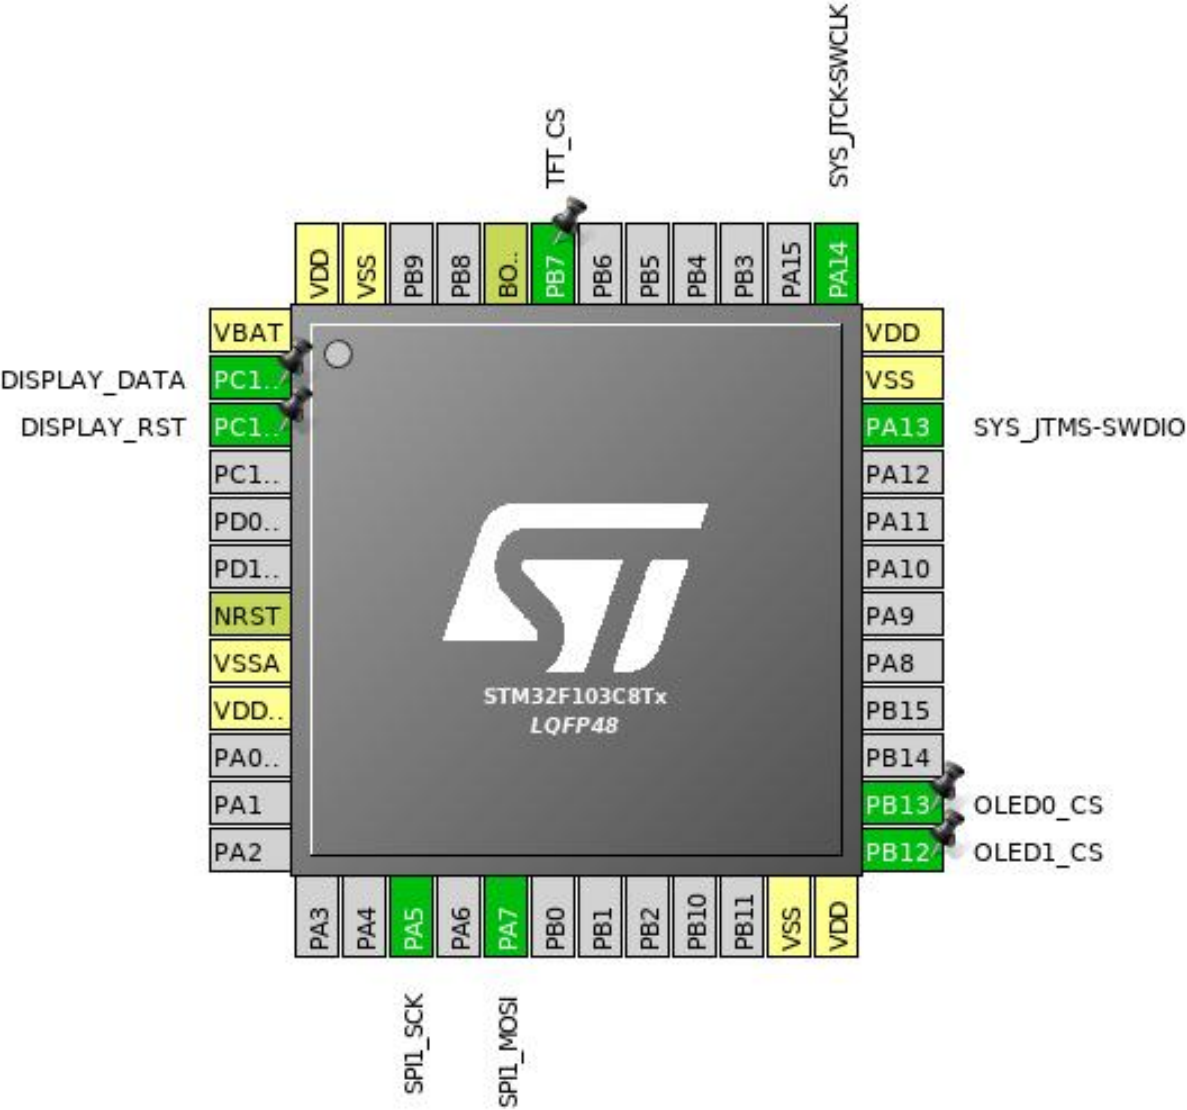 SYS_JTCK-SWCLK
TFT_CS
VDD
VSS
PB9
PB8
BO..
PB7
PB6
PB5
PB4
PB3
PA15
PA14
VBAT
DISPLAY_DATA PC1..
DISPLAY_RST PC1..
PC1..
PD0..
PD1..
NRST
VSSA
VDD..
PA0..
PA1
PA2
STM32F103C8Tx
LQFP48
VDD
VSS
PA13 SYS_JTMS-SWDIO
PA12
PA11
PA10
PA9
PA8
PB15
PB14
PB13 OLED0_CS
PB12 OLED1_CS
PA3
PA4
PA5
PA6
PA7
PB0
PB1
PB2
PB10
PB11
VSS
VDD
SPI1_SCK
SPI1_MOSI